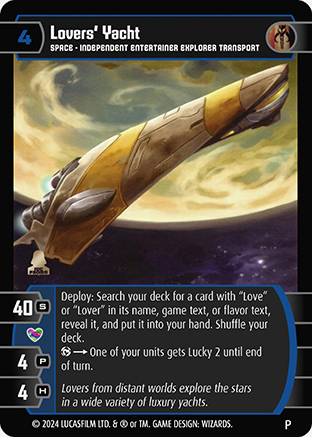 4 Lovers' Yacht
SPACE • INDEPENDENT ENTERTAINER EXPLORER TRANSPORT
40 S
4 P
4 H
Deploy: Search your deck for a card with "Love"
or "Lover" in its name, game text, or flavor text,
reveal it, and put it into your hand. Shuffle your
deck.
One of your units gets Lucky 2 until end
of turn.
Lovers from distant worlds explore the stars
in a wide variety of luxury yachts.
© 2024 LUCASFILM LTD. & ® or TM. GAME DESIGN: WIZARDS.
P